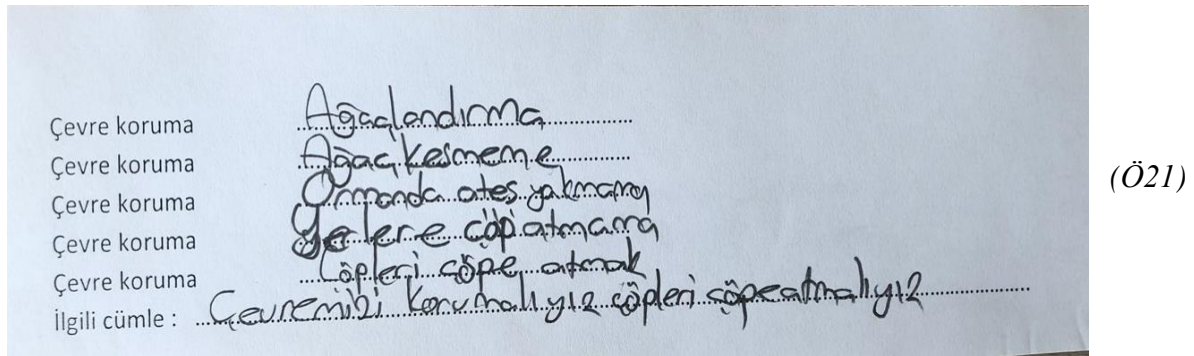 Çevre koruma Ağaçlandırma
Çevre koruma Ağaç kesmeme
Çevre koruma Ormanda ateş yakmama
Çevre koruma Yerlere çöp atmama
Çevre koruma Çöpleri çöpe atmak
İlgili cümle : Çevremizi korumalıyız çöpleri çöpe atmalıyız
(Ö21)